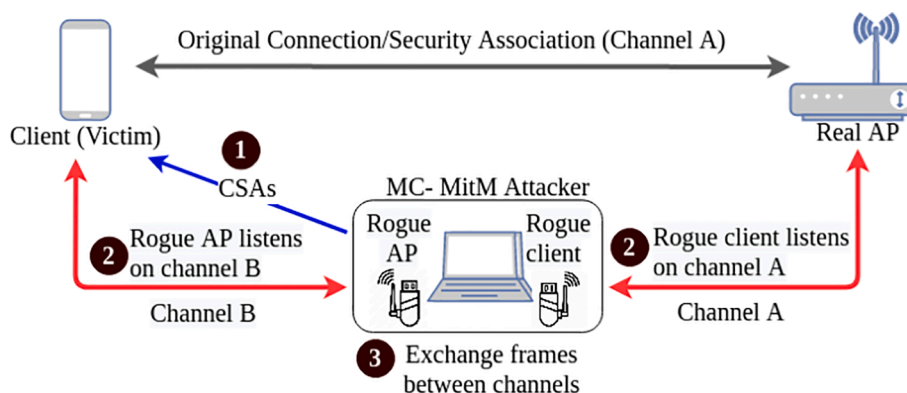 Original Connection/Security Association (Channel A)
Client (Victim)
Real AP
1
CSAs
MC- MitM Attacker
Rogue
AP
Rogue
client
2 Rogue AP listens
on channel B
Channel B
2 Rogue client listens
on channel A
Channel A
3 Exchange frames
between channels